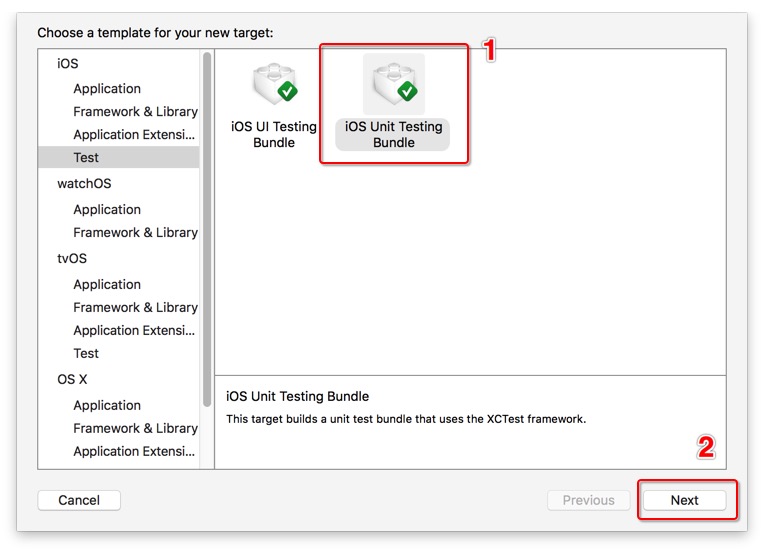 Choose a template for your new target:
iOS
Application
Framework & Library
Application Extensi...
Test
watchOS
Application
Framework & Library
tvOS
Application
Framework & Library
Application Extensi...
Test
OS X
Application
Framework & Library
Application Extensi...
iOS UI Testing
Bundle
iOS Unit Testing
Bundle
1
iOS Unit Testing Bundle
This target builds a unit test bundle that uses the XCTest framework.
2
Cancel
Previous
Next